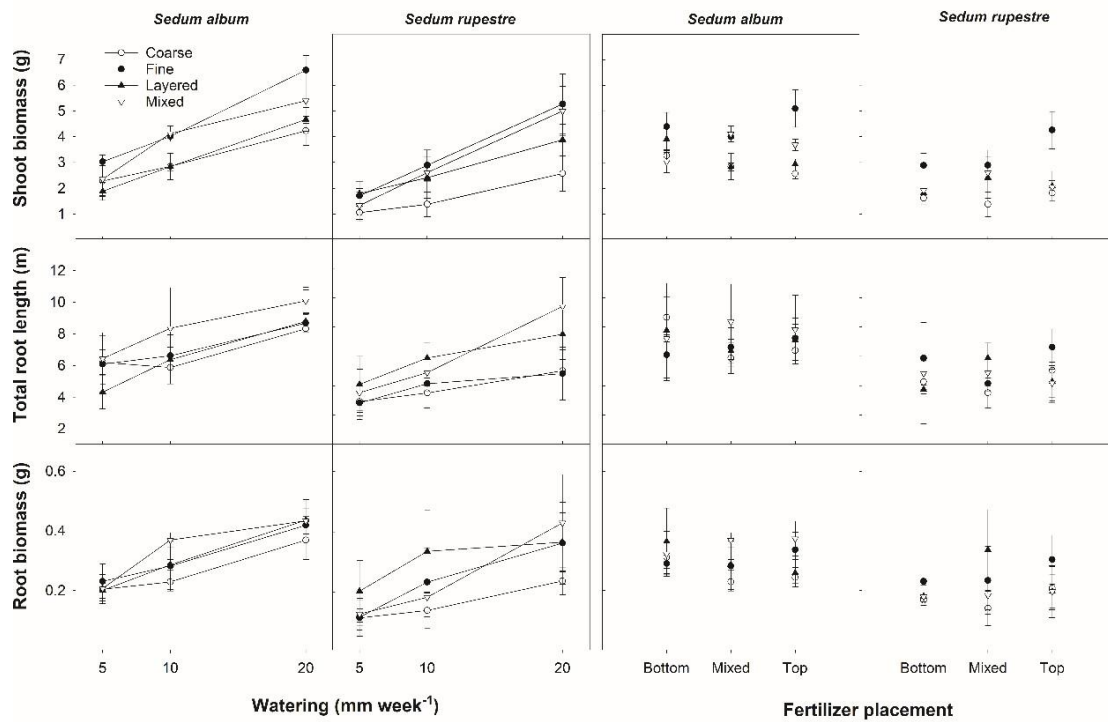 Sedum album Sedum rupestre Sedum album Sedum rupestre
Coarse
Fine
Layered
Mixed
Shoot biomass (g)
7
6
5
4
3
2
1
Total root length (m)
12
10
8
6
4
2
Root biomass (g)
0.6
0.4
0.2
5 10 20 5 10 20 Bottom Mixed Top Bottom Mixed Top
Watering (mm week⁻¹) Fertilizer placement